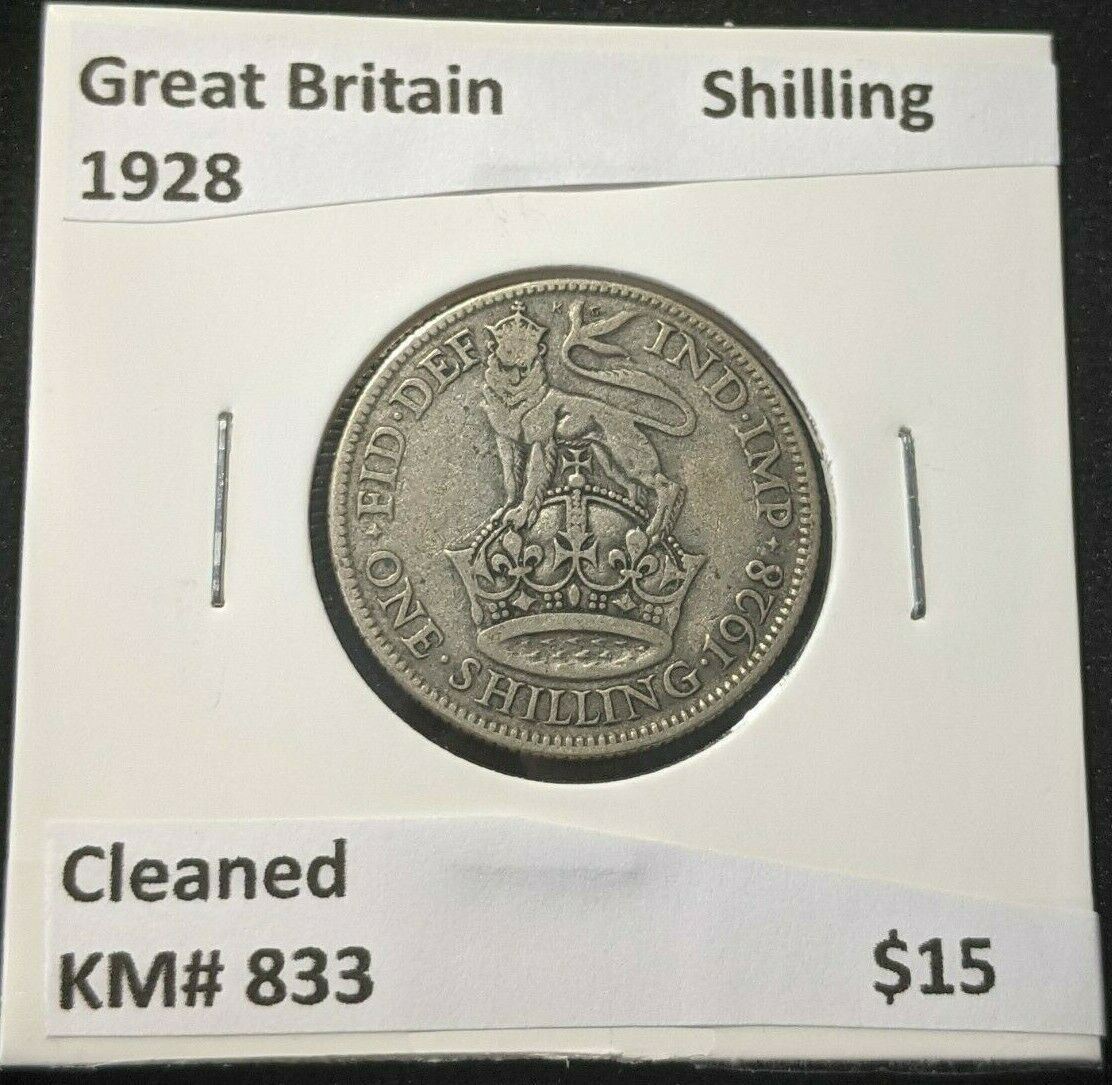 Great Britain Shilling
1928
FID·DEF IND·IMP
ONE·SHILLING·1928
K G
Cleaned
KM# 833 $15